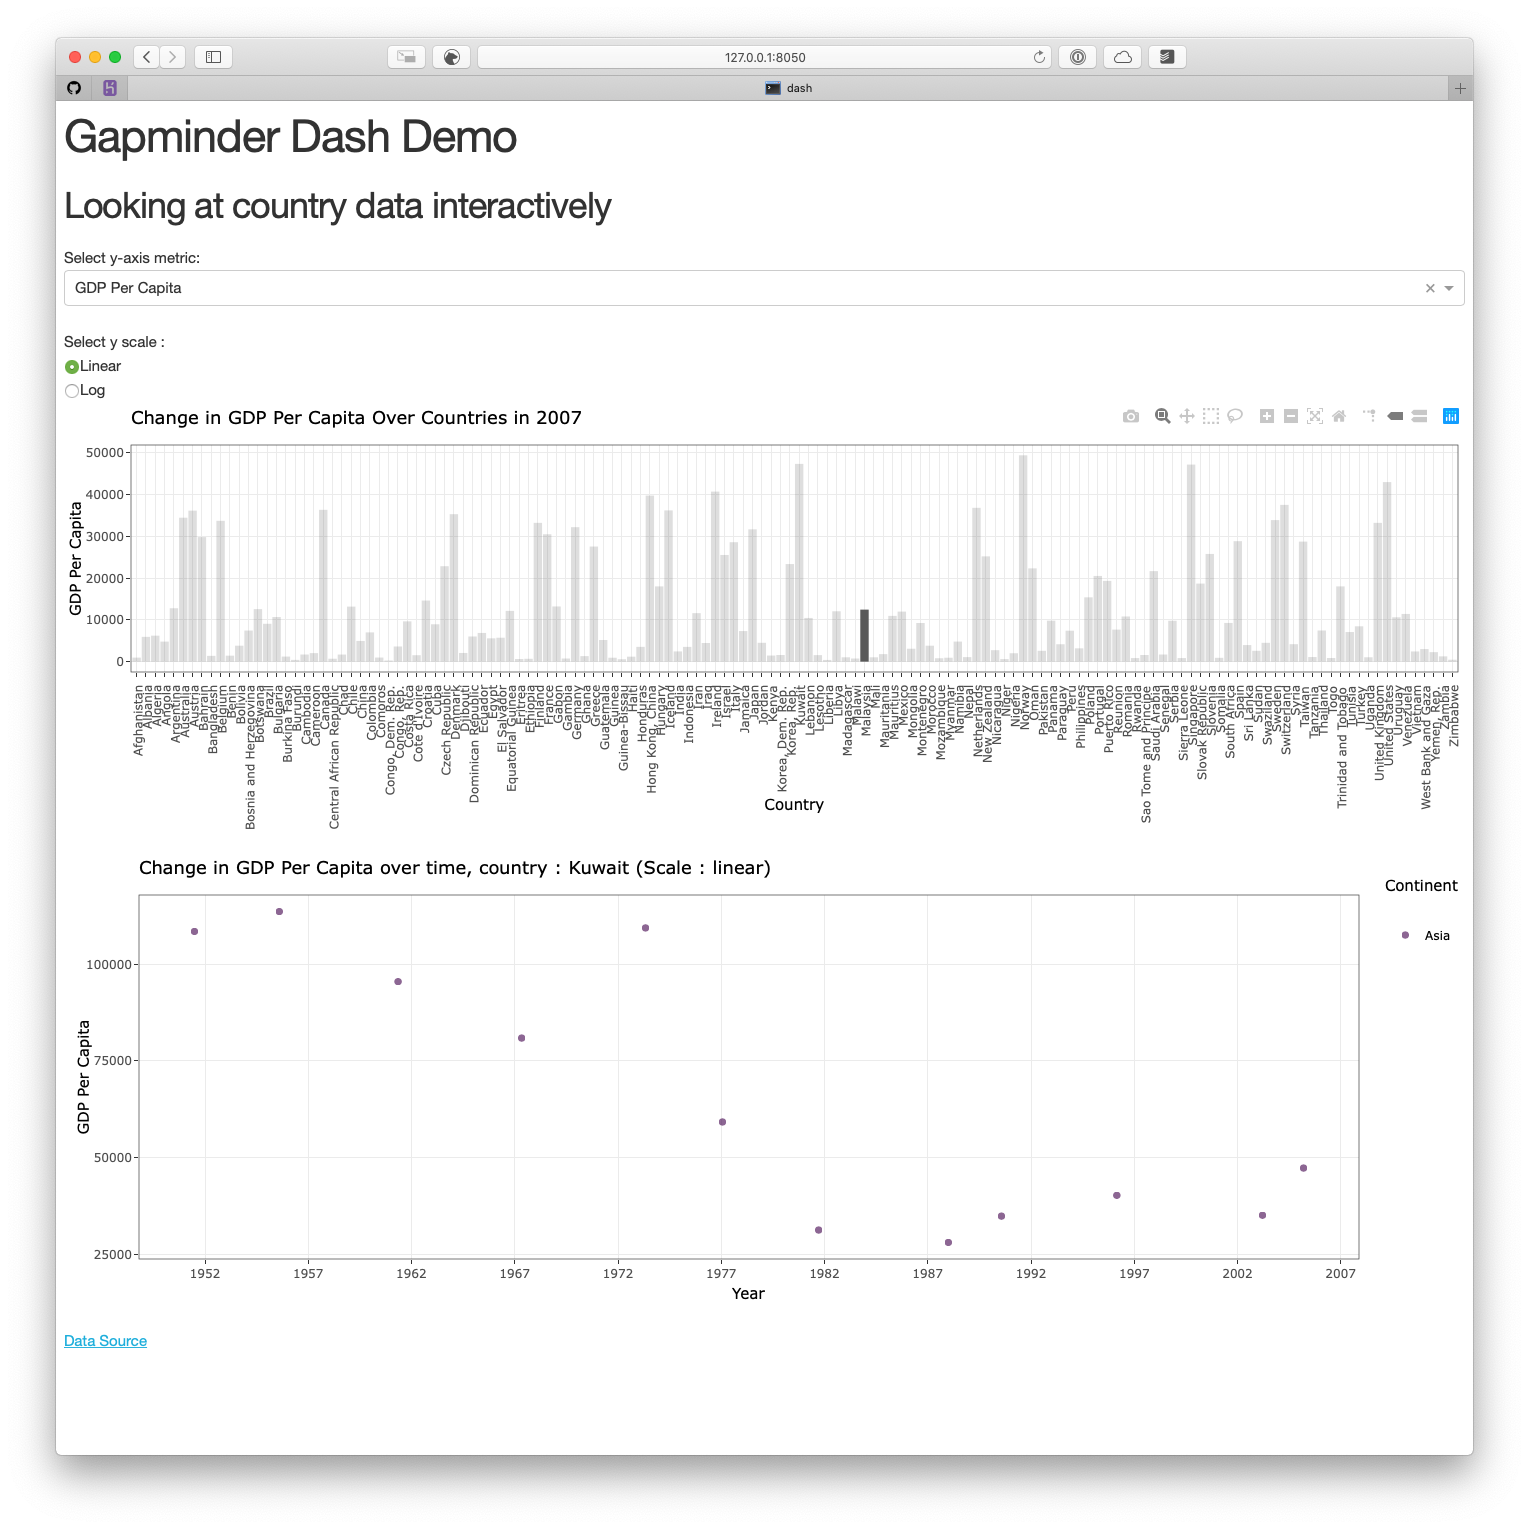 127.0.0.1:8050
dash
Gapminder Dash Demo
Looking at country data interactively
Select y-axis metric:
GDP Per Capita
Select y scale :
Linear
Log
Change in GDP Per Capita Over Countries in 2007
GDP Per Capita
50000
40000
30000
20000
10000
0
Afghanistan
Albania
Algeria
Angola
Argentina
Australia
Austria
Bahrain
Bangladesh
Belgium
Benin
Bolivia
Bosnia and Herzegovina
Botswana
Brazil
Bulgaria
Burkina Faso
Burundi
Cambodia
Cameroon
Canada
Central African Republic
Chad
Chile
China
Colombia
Comoros
Congo, Dem. Rep.
Congo, Rep.
Costa Rica
Cote d'Ivoire
Croatia
Cuba
Czech Republic
Denmark
Djibouti
Dominican Republic
Ecuador
Egypt
El Salvador
Equatorial Guinea
Eritrea
Ethiopia
Finland
France
Gabon
Gambia
Germany
Ghana
Greece
Guatemala
Guinea
Guinea-Bissau
Haiti
Honduras
Hong Kong, China
Hungary
Iceland
India
Indonesia
Iran
Iraq
Ireland
Israel
Italy
Jamaica
Japan
Jordan
Kenya
Korea, Dem. Rep.
Korea, Rep.
Kuwait
Lebanon
Lesotho
Liberia
Libya
Madagascar
Malawi
Malaysia
Mali
Mauritania
Mauritius
Mexico
Mongolia
Montenegro
Morocco
Mozambique
Myanmar
Namibia
Nepal
Netherlands
New Zealand
Nicaragua
Niger
Nigeria
Norway
Oman
Pakistan
Panama
Paraguay
Peru
Philippines
Poland
Portugal
Puerto Rico
Reunion
Romania
Rwanda
Sao Tome and Principe
Saudi Arabia
Senegal
Serbia
Sierra Leone
Singapore
Slovak Republic
Slovenia
Somalia
South Africa
Spain
Sri Lanka
Sudan
Swaziland
Sweden
Switzerland
Syria
Taiwan
Tanzania
Thailand
Togo
Trinidad and Tobago
Tunisia
Turkey
Uganda
United Kingdom
United States
Uruguay
Venezuela
Vietnam
West Bank and Gaza
Yemen, Rep.
Zambia
Zimbabwe
Country
Change in GDP Per Capita over time, country : Kuwait (Scale : linear)
Continent
Asia
GDP Per Capita
100000
75000
50000
25000
1952
1957
1962
1967
1972
1977
1982
1987
1992
1997
2002
2007
Year
Data Source